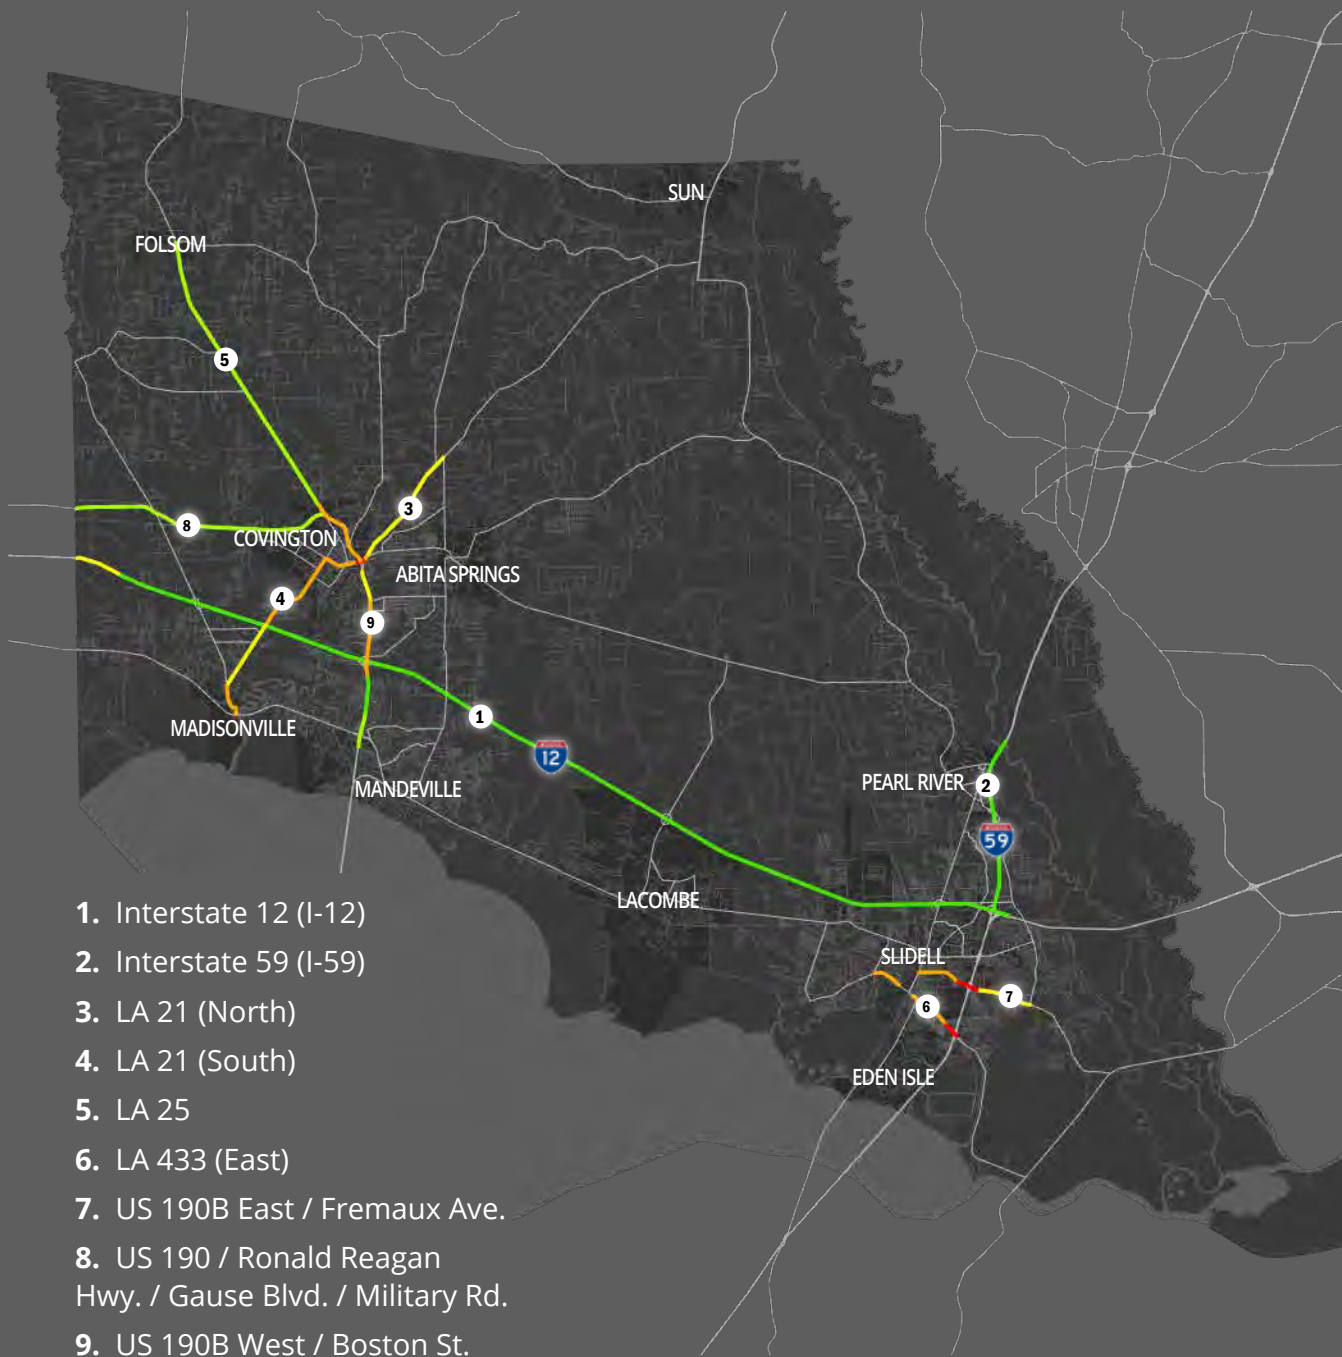 SUN
FOLSOM
5
3
8
COVINGTON
ABITA SPRINGS
4
9
1
MADISONVILLE
12
MANDEVILLE
PEARL RIVER
2
59
LACOMBE
SLIDELL
7
6
EDEN ISLE
1. Interstate 12 (I-12)
2. Interstate 59 (I-59)
3. LA 21 (North)
4. LA 21 (South)
5. LA 25
6. LA 433 (East)
7. US 190B East / Fremaux Ave.
8. US 190 / Ronald Reagan
Hwy. / Gause Blvd. / Military Rd.
9. US 190B West / Boston St.